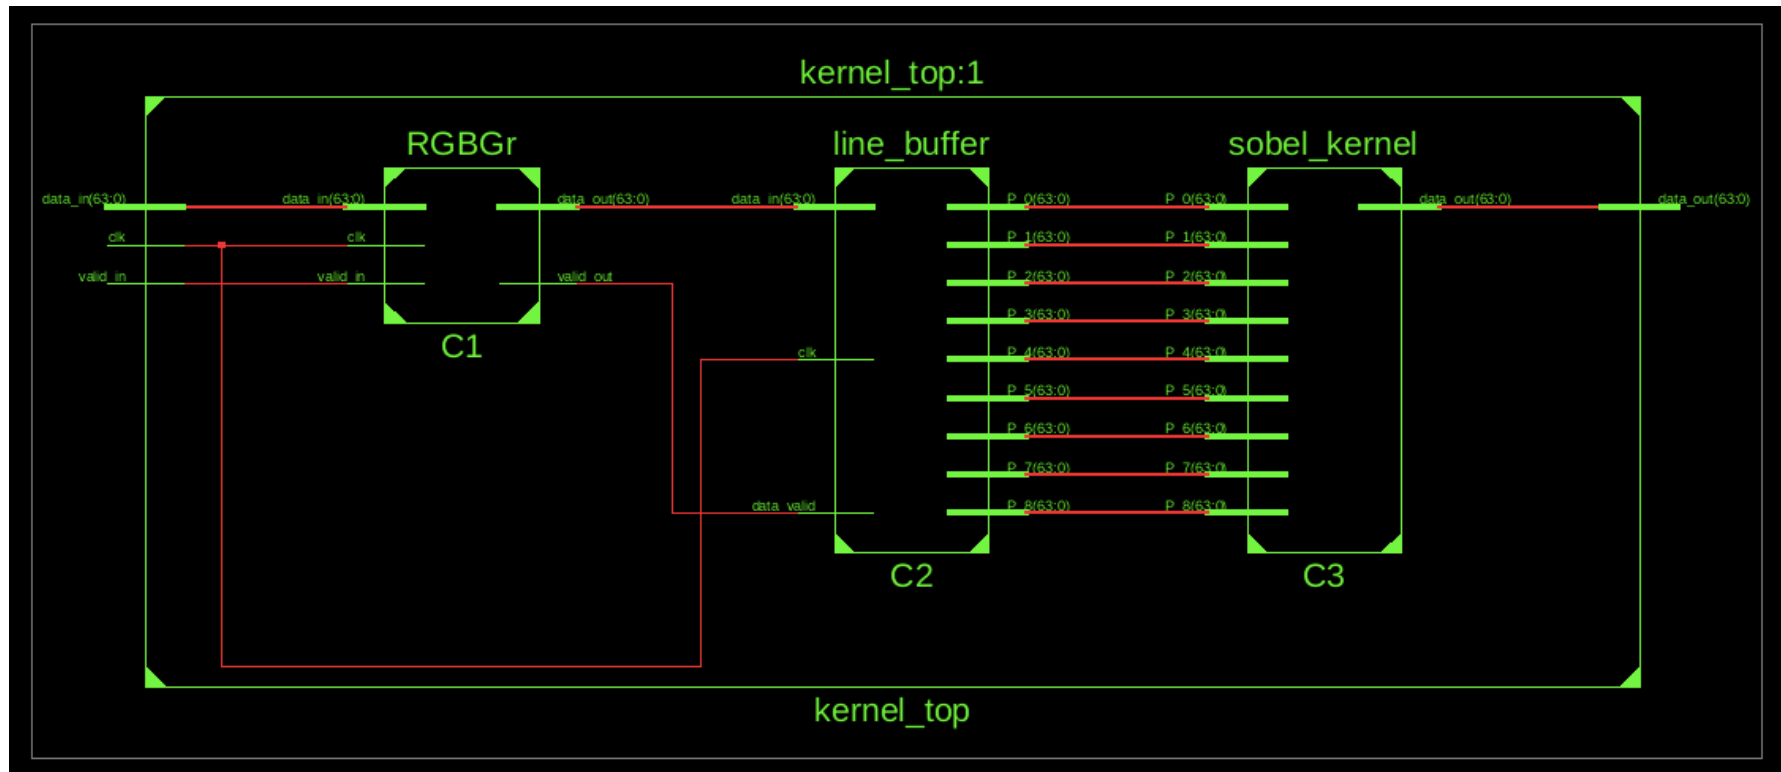 kernel_top:1
RGBGr
line_buffer
sobel_kernel
data_in(63:0)
data_in(63:0)
data_out(63:0)
data_in(63:0)
P_0(63:0)
P_0(63:0)
data_out(63:0)
data_out(63:0)
clk
clk
P_1(63:0)
P_1(63:0)
valid_in
valid_in
valid_out
P_2(63:0)
P_2(63:0)
P_3(63:0)
P_3(63:0)
C1
clk
P_4(63:0)
P_4(63:0)
P_5(63:0)
P_5(63:0)
P_6(63:0)
P_6(63:0)
P_7(63:0)
P_7(63:0)
data_valid
P_8(63:0)
P_8(63:0)
C2
C3
kernel_top